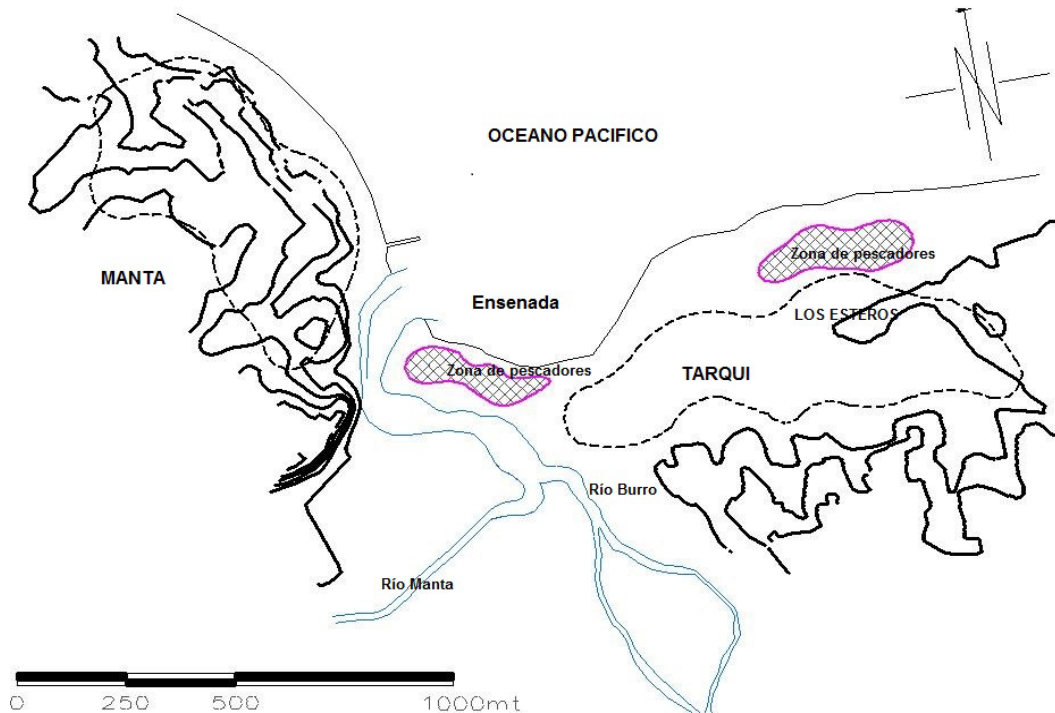 OCEANO PACIFICO
N
Zona de pescadores
MANTA
Ensenada
LOS ESTEROS
Zona de pescadores
TARQUI
Río Burro
Río Manta
0 250 500 1000mt